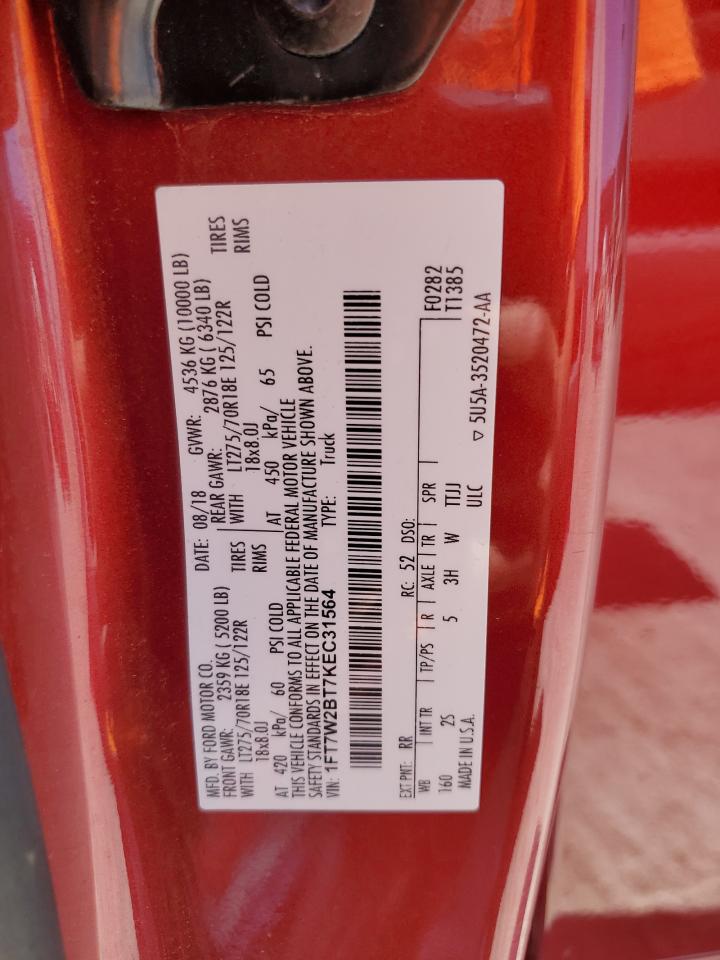 MFD. BY FORD MOTOR CO. DATE: 08/18 GVWR: 4536 KG (10000 LB)
FRONT GAWR: 2359 KG ( 5200 LB) REAR GAWR: 2876 KG ( 6340 LB)
WITH LT275/70R18E 125/122R TIRES WITH LT275/70R18E 125/122R TIRES
18x8.0J RIMS 18x8.0J RIMS
AT 420 kPa/ 60 PSI COLD AT 450 kPa/ 65 PSI COLD
THIS VEHICLE CONFORMS TO ALL APPLICABLE FEDERAL MOTOR VEHICLE
SAFETY STANDARDS IN EFFECT ON THE DATE OF MANUFACTURE SHOWN ABOVE.
VIN: 1FT7W2BT7KEC31564 TYPE: Truck
EXT PNT: RR RC: 52 DSO: F0282
WB INT TR TP/PS R AXLE TR SPR T1385
160 2S 5 3H W TTJJ
MADE IN U.S.A. ULC ▽ 5U5A-3520472-AA